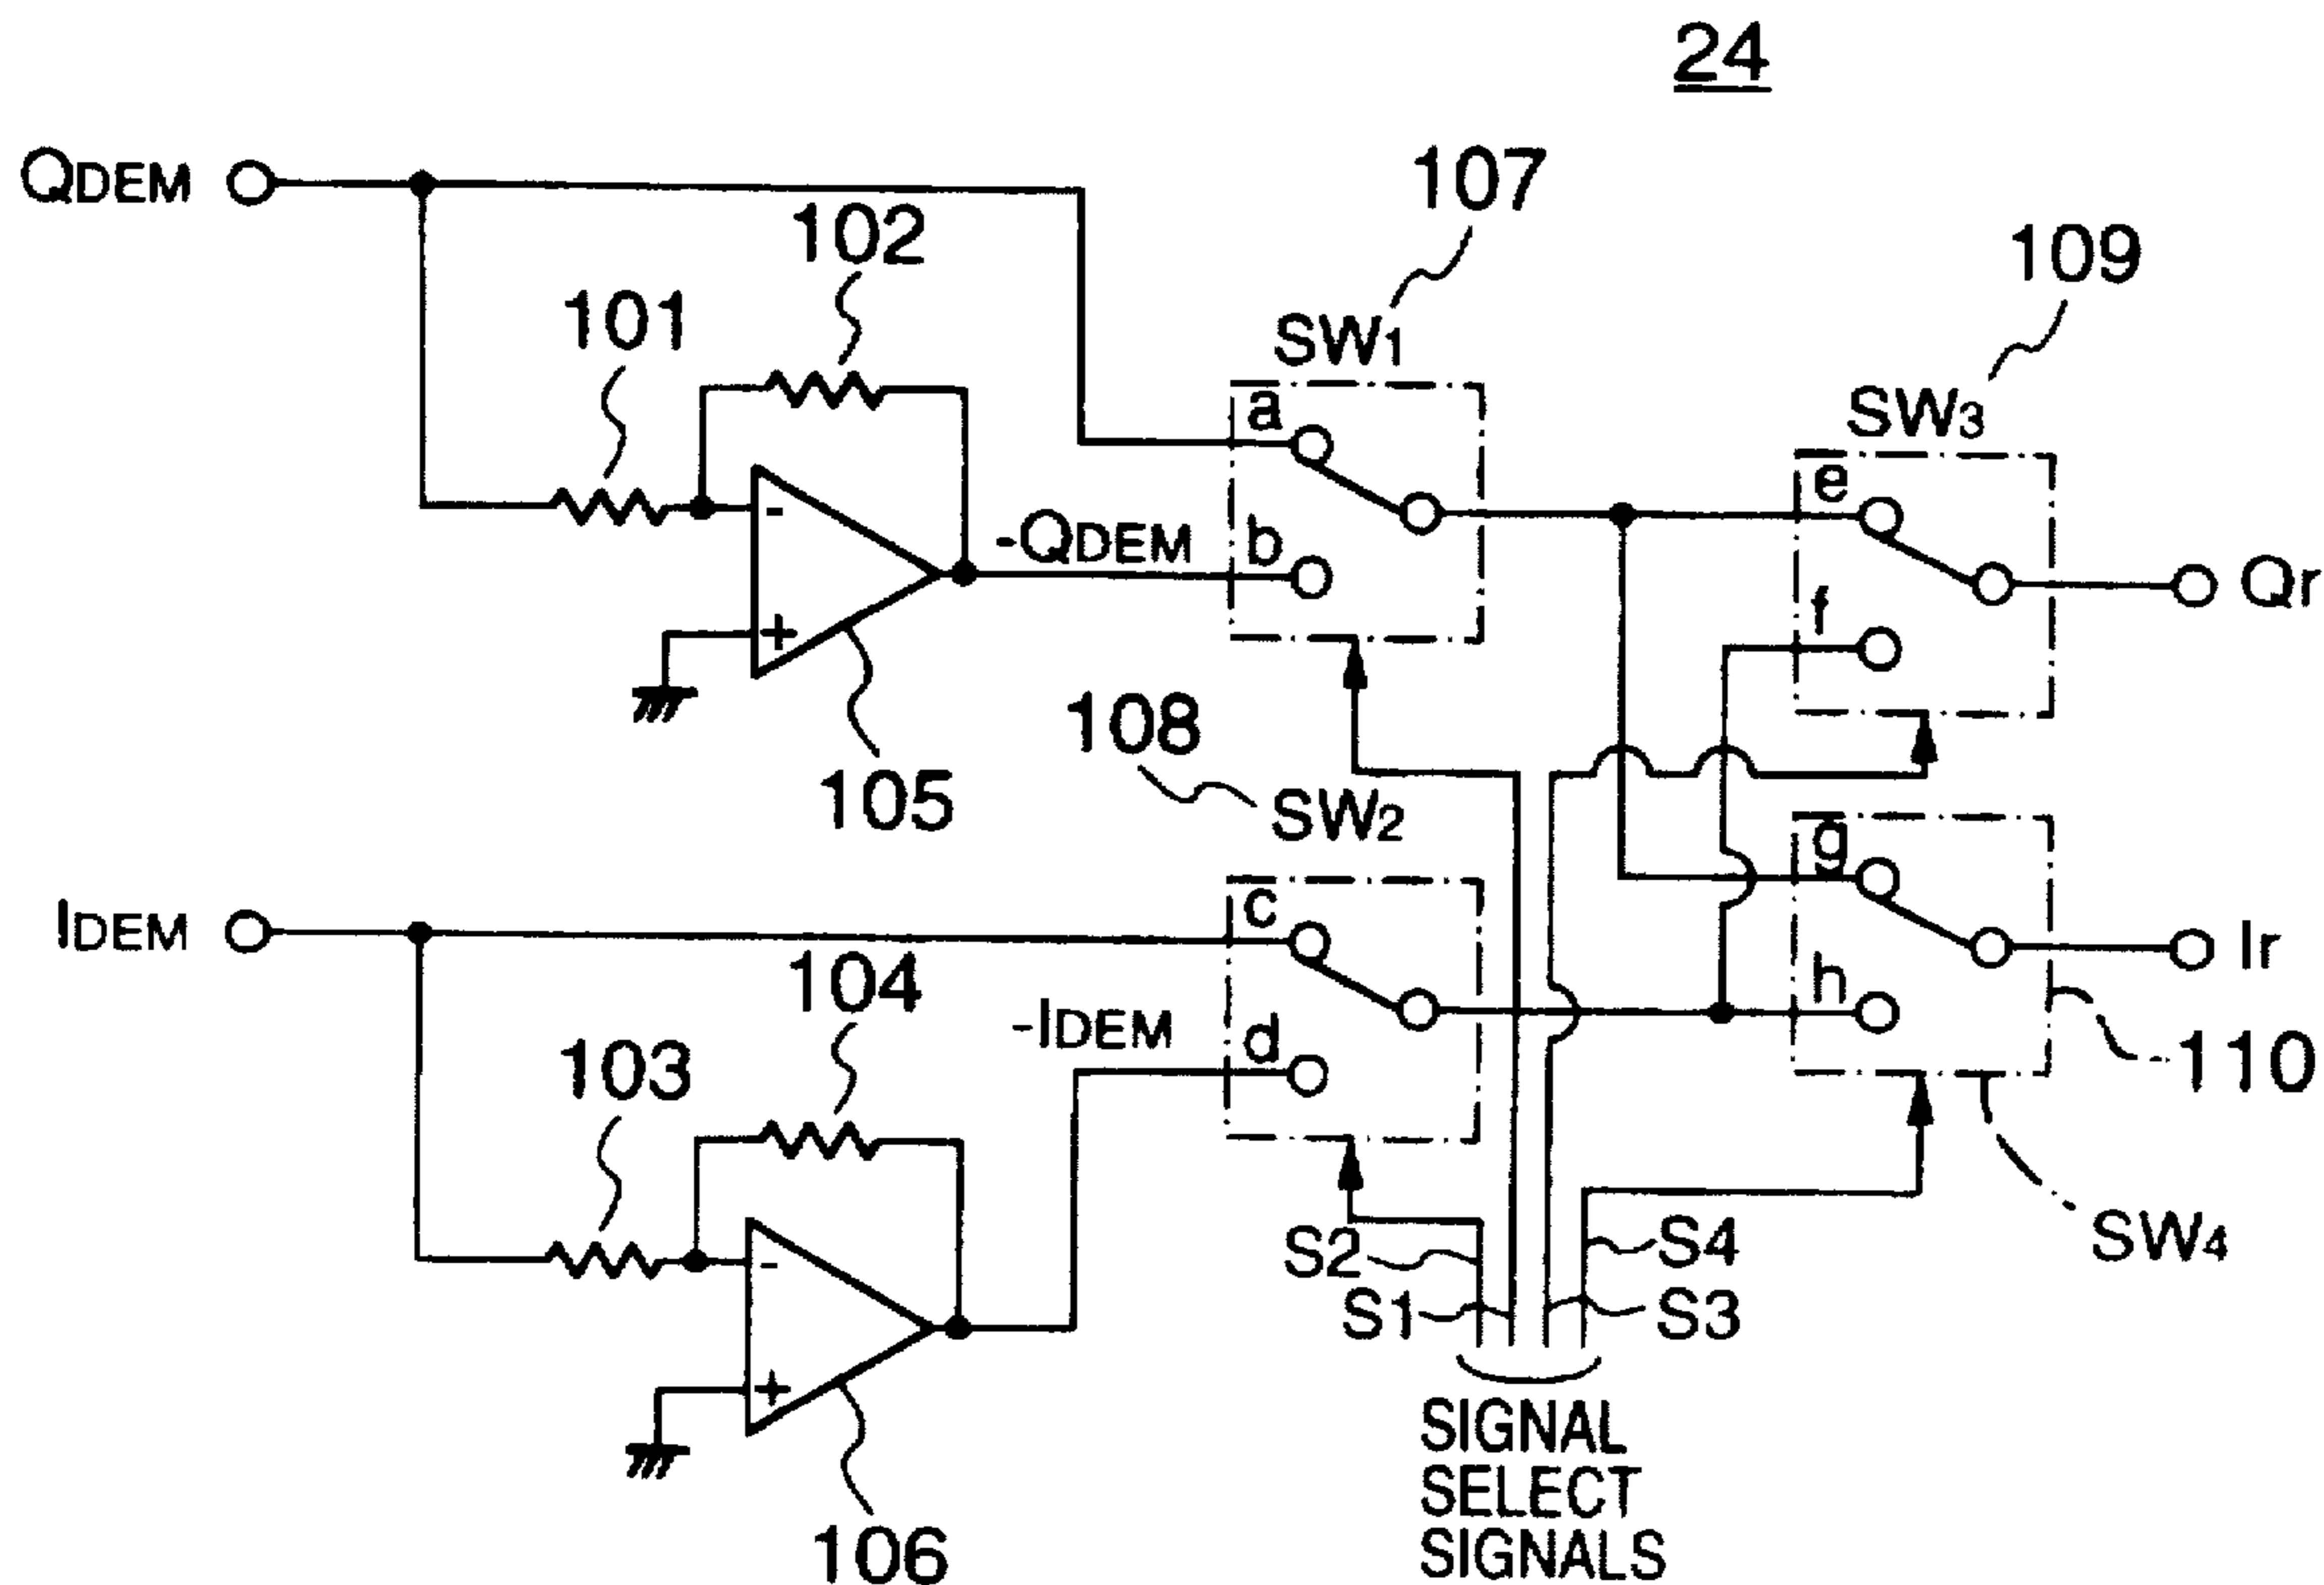 24
QDEM
102
107
109
101
SW1
SW3
a
e
-QDEM
b
f
Qr
-
+
105
108
SW2
g
IDEM
c
104
Ir
-IDEM
d
h
103
110
-
+
S2
S4
SW4
S1
S3
106
SIGNAL
SELECT
SIGNALS